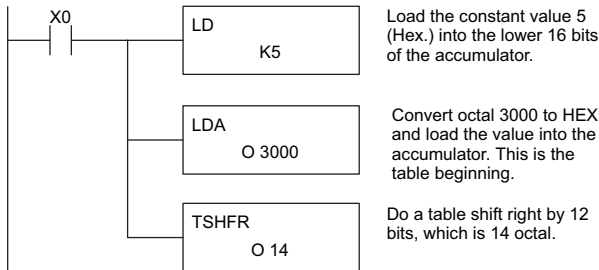 X0
LD
K5
Load the constant value 5
(Hex.) into the lower 16 bits
of the accumulator.
LDA
O 3000
Convert octal 3000 to HEX
and load the value into the
accumulator. This is the
table beginning.
TSHFR
O 14
Do a table shift right by 12
bits, which is 14 octal.